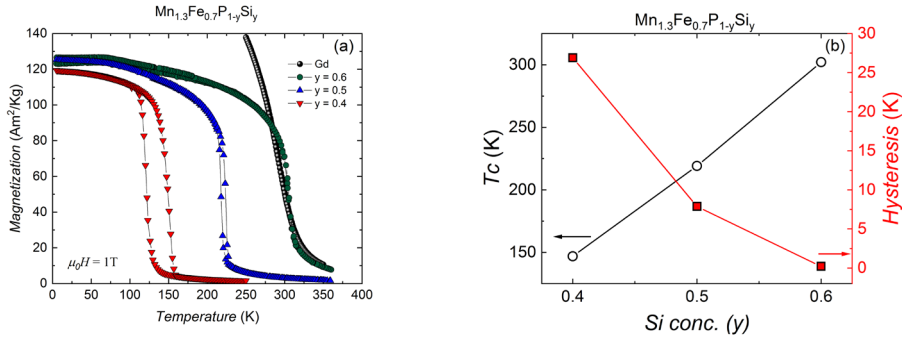 Mn1.3Fe0.7P1-ySiy
(a)
Gd
y = 0.6
y = 0.5
y = 0.4
Magnetization (Am²/Kg)
140
120
100
80
60
40
20
0
μ₀H = 1T
0 50 100 150 200 250 300 350 400
Temperature (K)
Mn1.3Fe0.7P1-ySiy
(b)
Tc (K)
300
250
200
150
30
25
20
15
10
5
0
Hysteresis (K)
0.4 0.5 0.6
Si conc. (y)